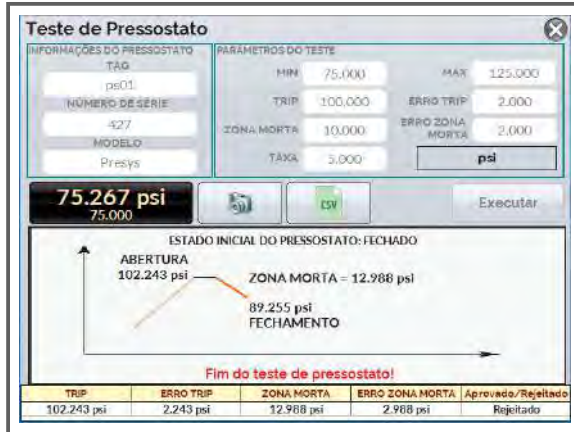 Teste de Pressostato
INFORMAÇÕES DO PRESSOSTATO
TAG
ps01
NÚMERO DE SÉRIE
427
MODELO
Presys
PARÂMETROS DO TESTE
MIN 75.000 MAX 125.000
TRIP 100.000 ERRO TRIP 2.000
ZONA MORTA 10.000 ERRO ZONA MORTA 2.000
TAXA 5.000 psi
75.267 psi
75.000
CSV
Executar
ESTADO INICIAL DO PRESSOSTATO: FECHADO
ABERTURA
102.243 psi
ZONA MORTA = 12.988 psi
89.255 psi
FECHAMENTO
Fim do teste de pressostato!
TRIP ERRO TRIP ZONA MORTA ERRO ZONA MORTA Aprovado/Rejeitado
102.243 psi 2.243 psi 12.988 psi 2.988 psi Rejeitado